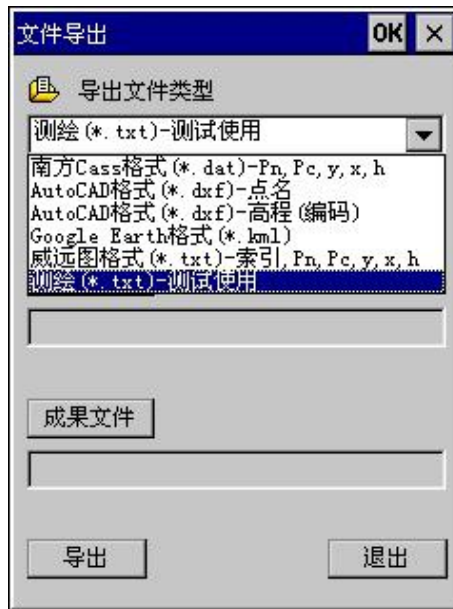 文件导出 OK ×
导出文件类型
测绘(*.txt)-测试使用
南方Cass格式(*.dat)-Pn,Pc,y,x,h
AutoCAD格式(*.dxf)-点名
AutoCAD格式(*.dxf)-高程(编码)
Google Earth格式(*.kml)
威远图格式(*.txt)-索引,Pn,Pc,y,x,h
测绘(*.txt)-测试使用
成果文件
导出 退出